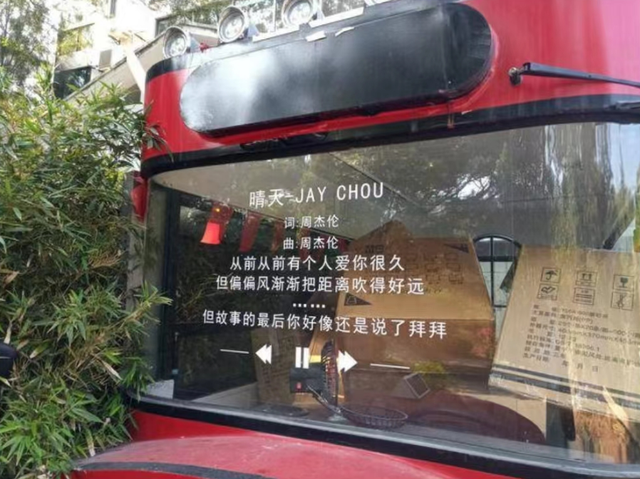 晴天-JAY CHOU
词:周杰伦
曲:周杰伦
从前从前有个人爱你很久
但偏偏风渐渐把距离吹得好远
……
但故事的最后你好像还是说了拜拜